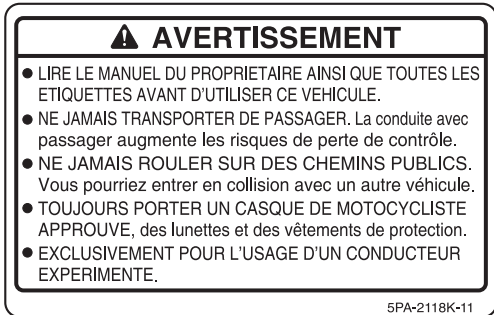 AVERTISSEMENT
● LIRE LE MANUEL DU PROPRIETAIRE AINSI QUE TOUTES LES
ETIQUETTES AVANT D'UTILISER CE VEHICULE.
● NE JAMAIS TRANSPORTER DE PASSAGER. La conduite avec
passager augmente les risques de perte de contrôle.
● NE JAMAIS ROULER SUR DES CHEMINS PUBLICS.
Vous pourriez entrer en collision avec un autre véhicule.
● TOUJOURS PORTER UN CASQUE DE MOTOCYCLISTE
APPROUVE, des lunettes et des vêtements de protection.
● EXCLUSIVEMENT POUR L'USAGE D'UN CONDUCTEUR
EXPERIMENTE.
5PA-2118K-11